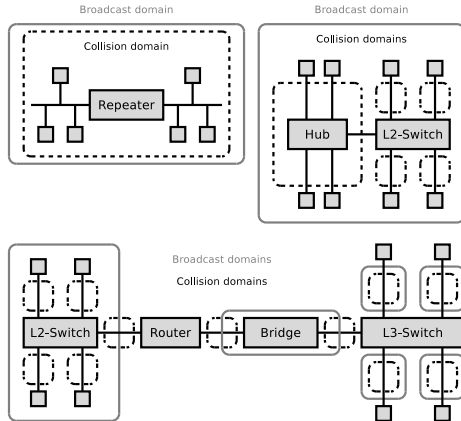 Broadcast domain
Collision domain
Repeater
Broadcast domain
Collision domains
Hub
L2-Switch
Broadcast domains
Collision domains
L2-Switch
Router
Bridge
L3-Switch